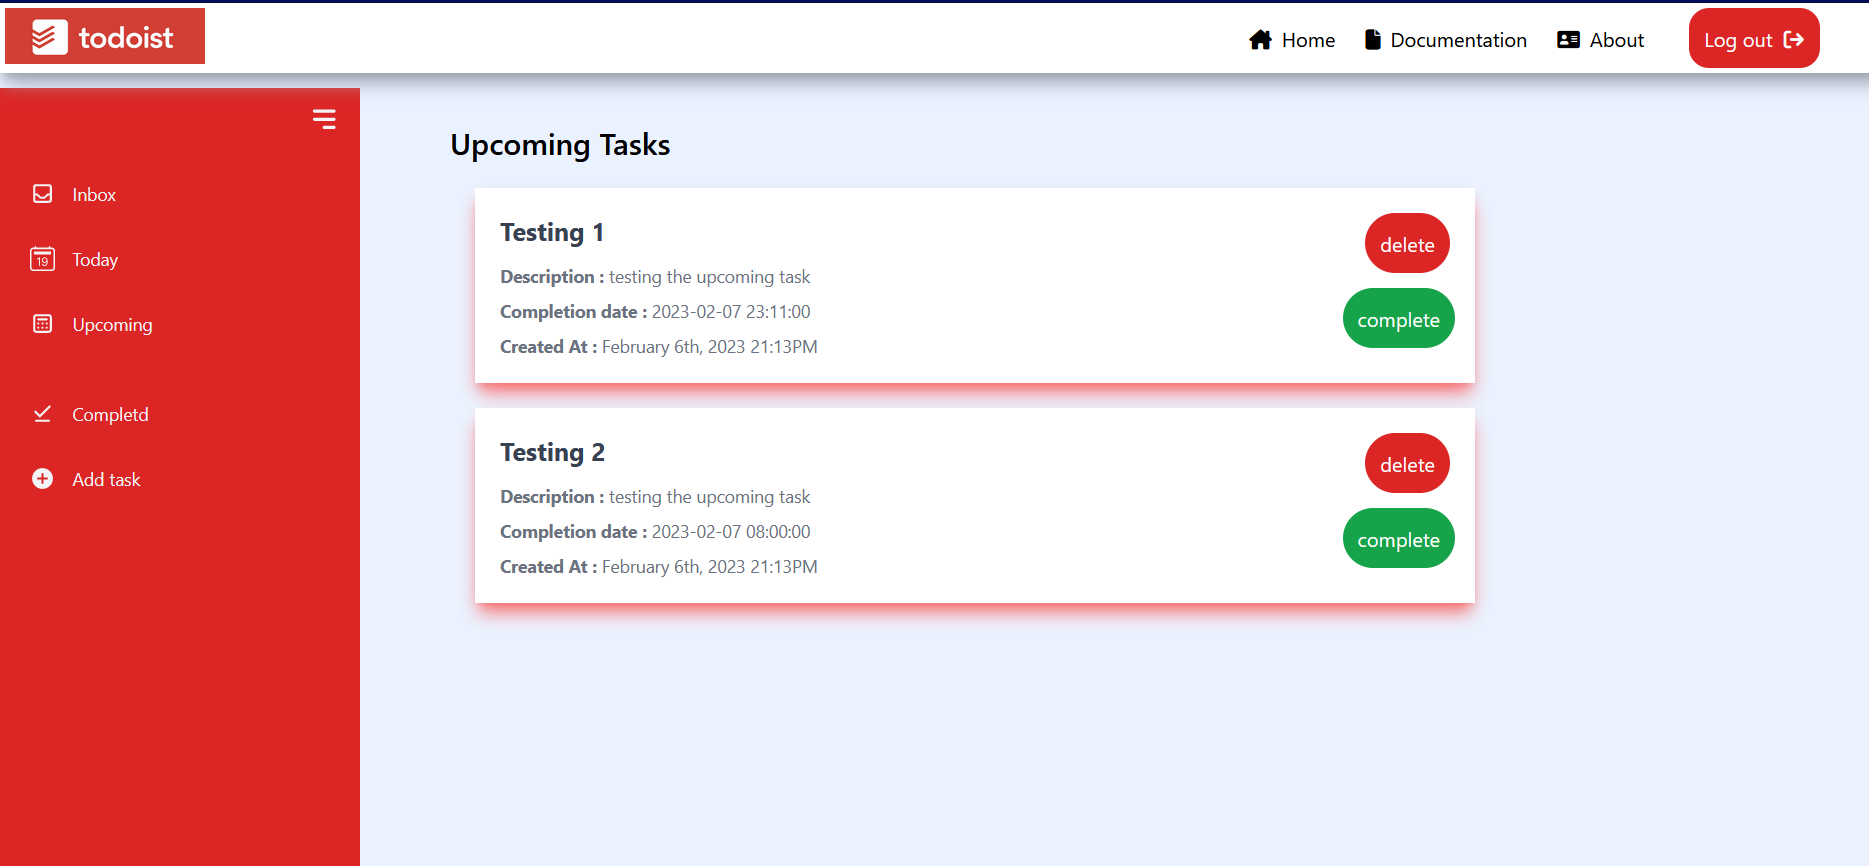 todoist
Home Documentation About Log out
Inbox
Today
19
Upcoming
Completd
Add task
Upcoming Tasks
Testing 1
Description : testing the upcoming task
Completion date : 2023-02-07 23:11:00
Created At : February 6th, 2023 21:13PM
delete
complete
Testing 2
Description : testing the upcoming task
Completion date : 2023-02-07 08:00:00
Created At : February 6th, 2023 21:13PM
delete
complete